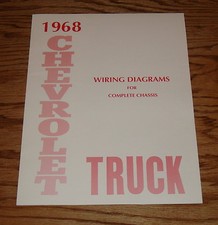 1968
CHEVROLET
WIRING DIAGRAMS
FOR
COMPLETE CHASSIS
TRUCK